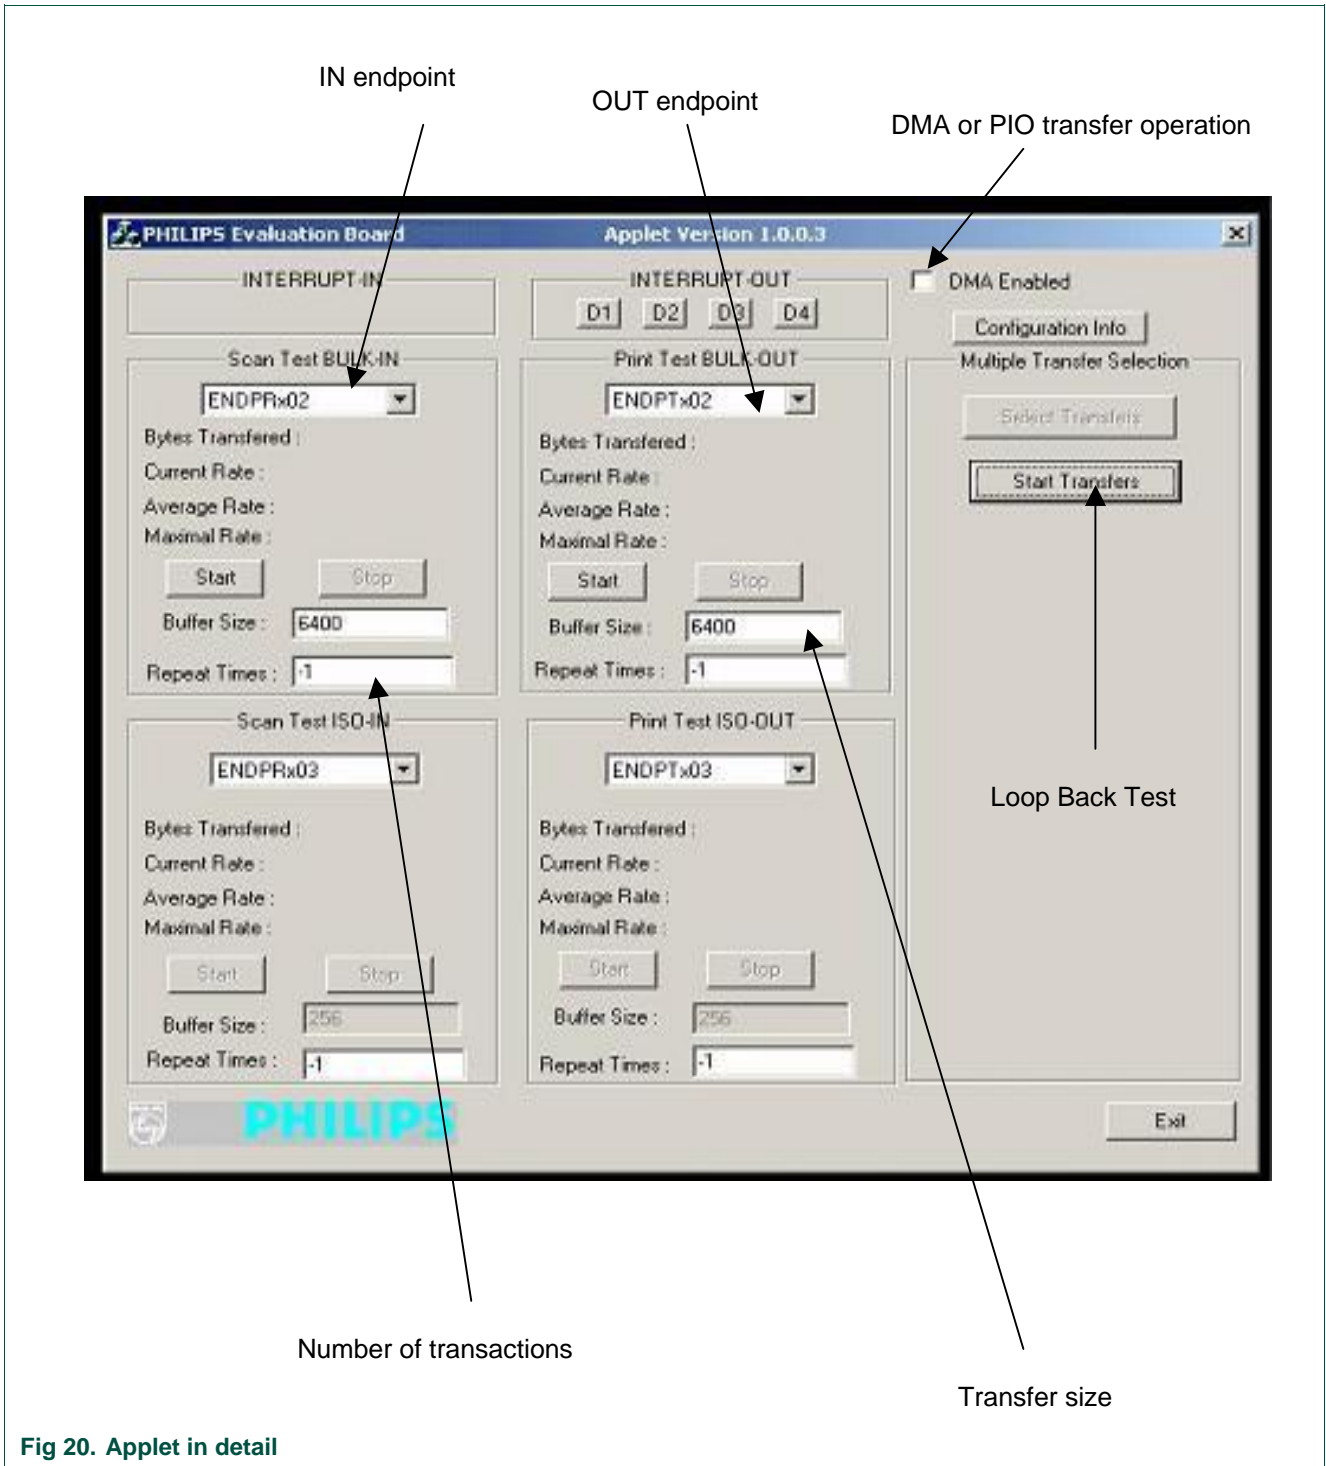 IN endpoint
OUT endpoint
DMA or PIO transfer operation
PHILIPS Evaluation Board Applet Version 1.0.0.3
INTERRUPT-IN
INTERRUPT-OUT
D1 D2 D3 D4
DMA Enabled
Configuration Info
Scan Test BULK-IN
ENDPRx02
Bytes Transfered :
Current Rate :
Average Rate :
Maximal Rate :
Start Stop
Buffer Size : 6400
Repeat Times : -1
Print Test BULK-OUT
ENDPTx02
Bytes Transfered :
Current Rate :
Average Rate :
Maximal Rate :
Start Stop
Buffer Size : 6400
Repeat Times : -1
Multiple Transfer Selection
Select Transfers
Start Transfers
Loop Back Test
Scan Test ISO-IN
ENDPRx03
Bytes Transfered :
Current Rate :
Average Rate :
Maximal Rate :
Start Stop
Buffer Size : 256
Repeat Times : -1
Print Test ISO-OUT
ENDPTx03
Bytes Transfered :
Current Rate :
Average Rate :
Maximal Rate :
Start Stop
Buffer Size : 256
Repeat Times : -1
PHILIPS
Exit
Number of transactions
Transfer size
Fig 20. Applet in detail